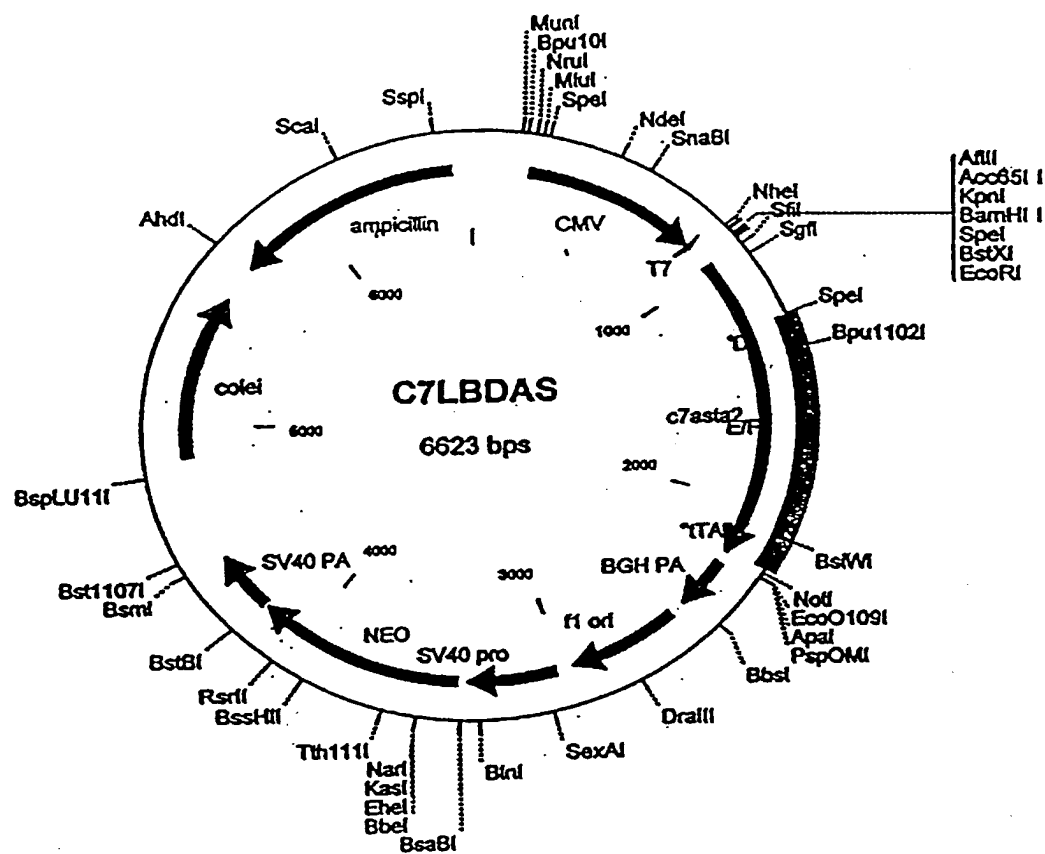 MunI
Bpu10I
NruI
MluI
SpeI
NdeI
SnaBI
NheI
SfiI
SgfI
AflII
Acc65I I
KpnI
BamHI I
SpeI
BstXI
EcoRI
SspI
ScaI
AhdI
ampicillin
CMV
T7
6000
1000
SpeI
Bpu1102I
"D
colei
C7LBDAS
6623 bps
c7asta2
E/F
5000
2000
BspLU11I
"tTA
BsiWI
SV40 PA
4000
BGH PA
3000
f1 ori
NEO
SV40 pro
Bst1107I
BsmI
BstBI
RsrII
BssHII
Tth111I
NarI
KasI
EheI
BbeI
BsaBI
BlnI
SexAI
DraIII
BbsI
NotI
EcoO109I
ApaI
PspOMI